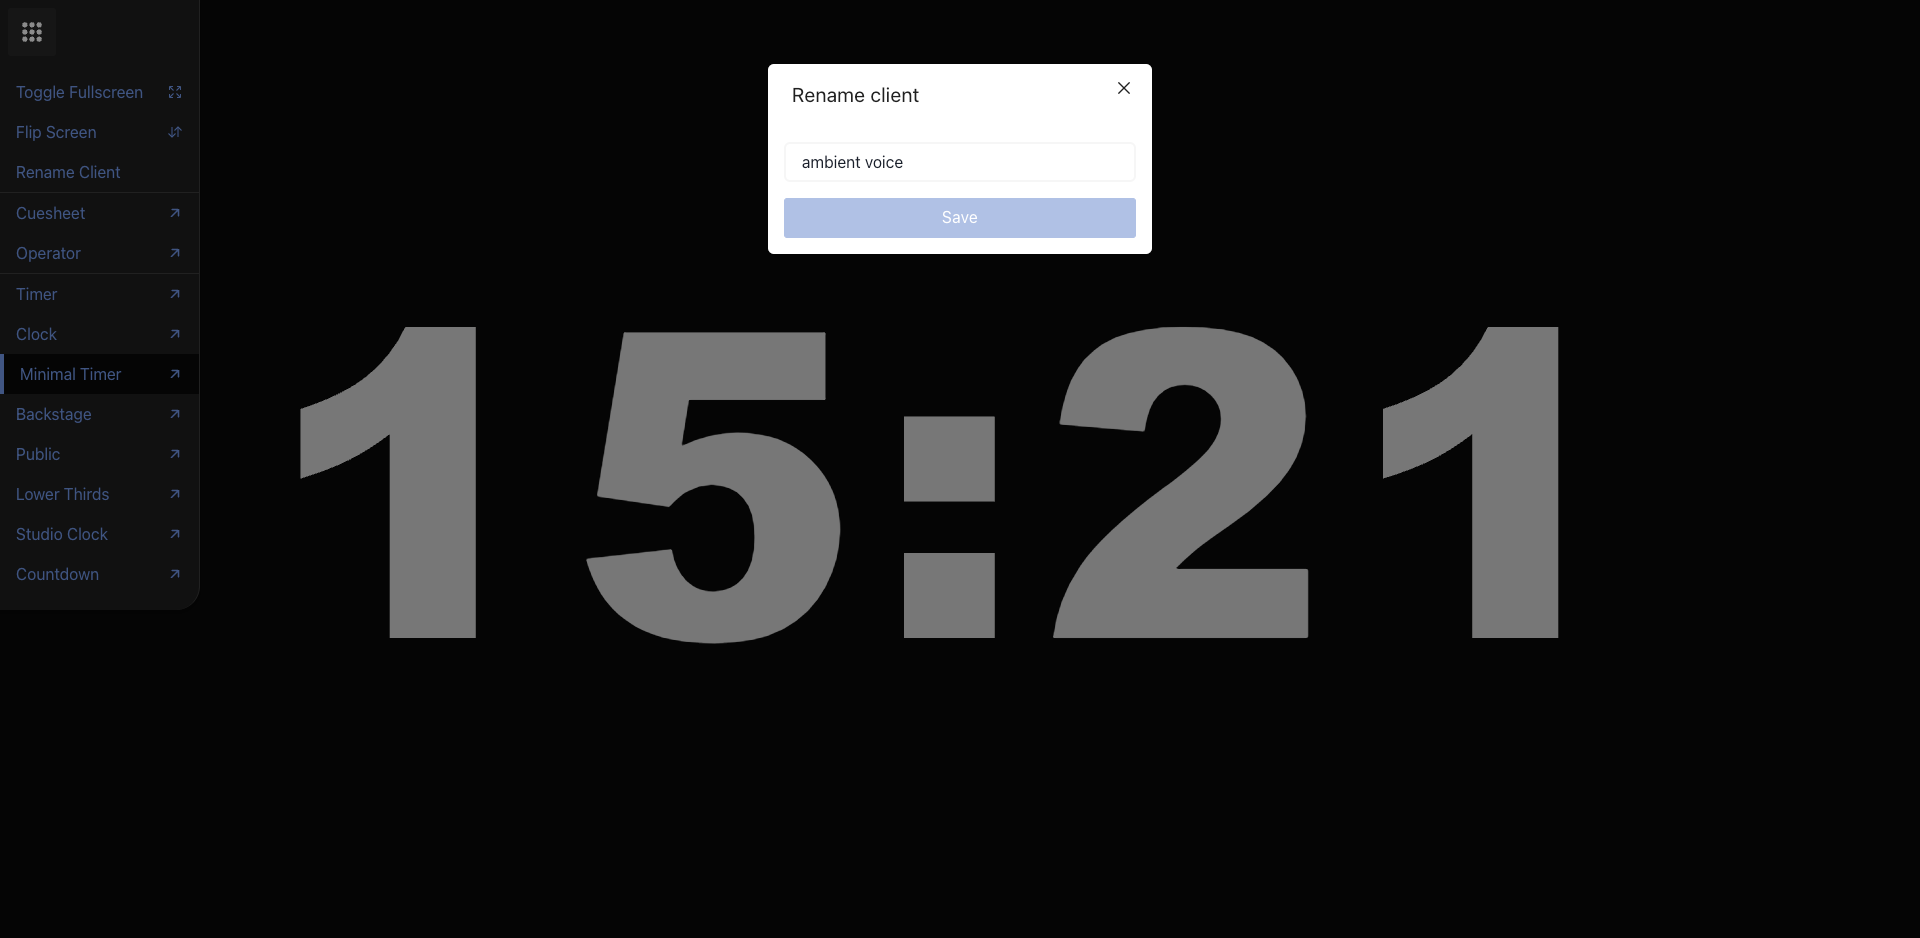 Toggle Fullscreen
Flip Screen
Rename Client
Cuesheet
Operator
Timer
Clock
Minimal Timer
Backstage
Public
Lower Thirds
Studio Clock
Countdown
Rename client
ambient voice
Save
15:21